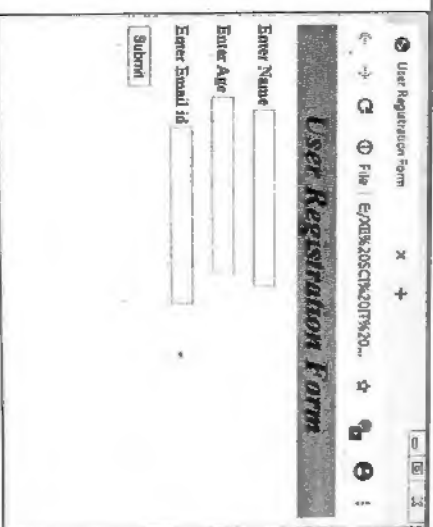 User Registration Form × +
File E:/XII%20SCI%20IT%20...
User Registration Form
Enter Name
Enter Age
Enter Email id
Submit